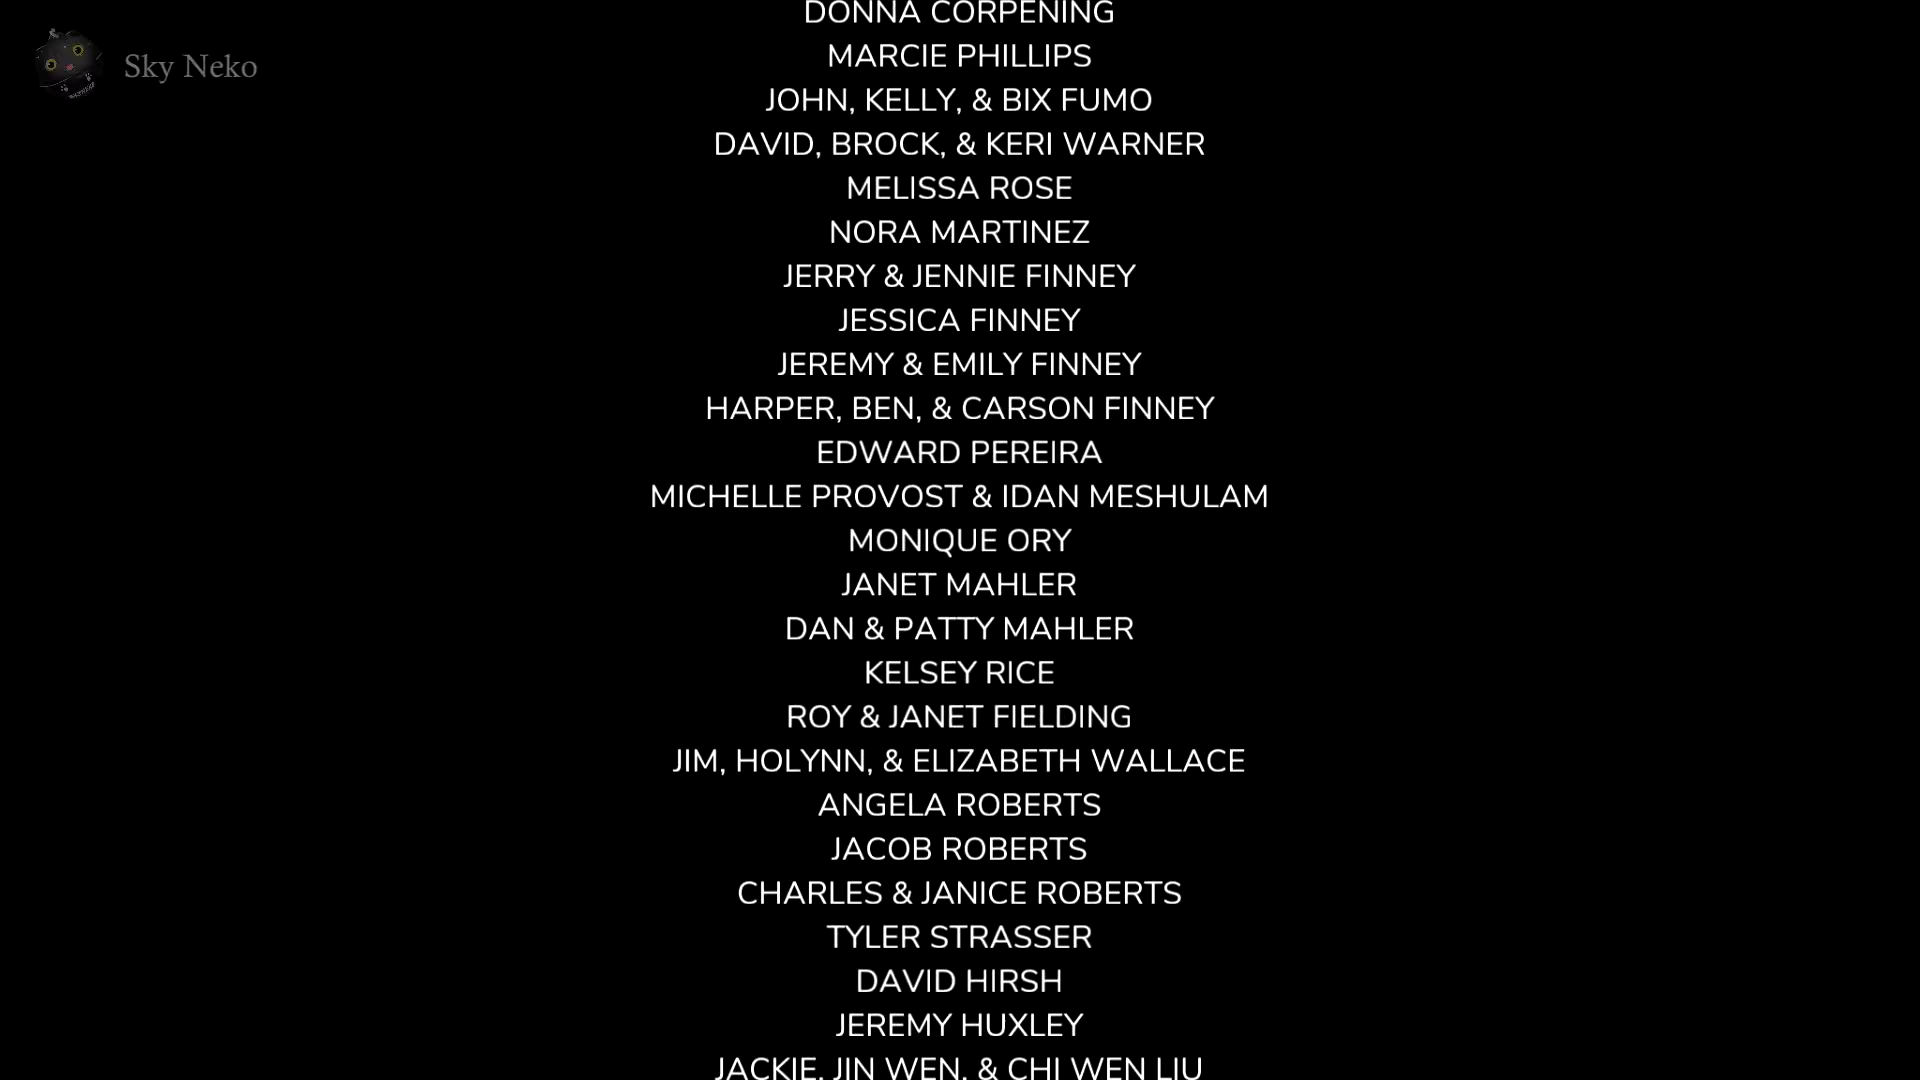 Sky Neko
DONNA CORPENING
MARCIE PHILLIPS
JOHN, KELLY, & BIX FUMO
DAVID, BROCK, & KERI WARNER
MELISSA ROSE
NORA MARTINEZ
JERRY & JENNIE FINNEY
JESSICA FINNEY
JEREMY & EMILY FINNEY
HARPER, BEN, & CARSON FINNEY
EDWARD PEREIRA
MICHELLE PROVOST & IDAN MESHULAM
MONIQUE ORY
JANET MAHLER
DAN & PATTY MAHLER
KELSEY RICE
ROY & JANET FIELDING
JIM, HOLYNN, & ELIZABETH WALLACE
ANGELA ROBERTS
JACOB ROBERTS
CHARLES & JANICE ROBERTS
TYLER STRASSER
DAVID HIRSH
JEREMY HUXLEY
JACKIE, JIN WEN, & CHI WEN LIU